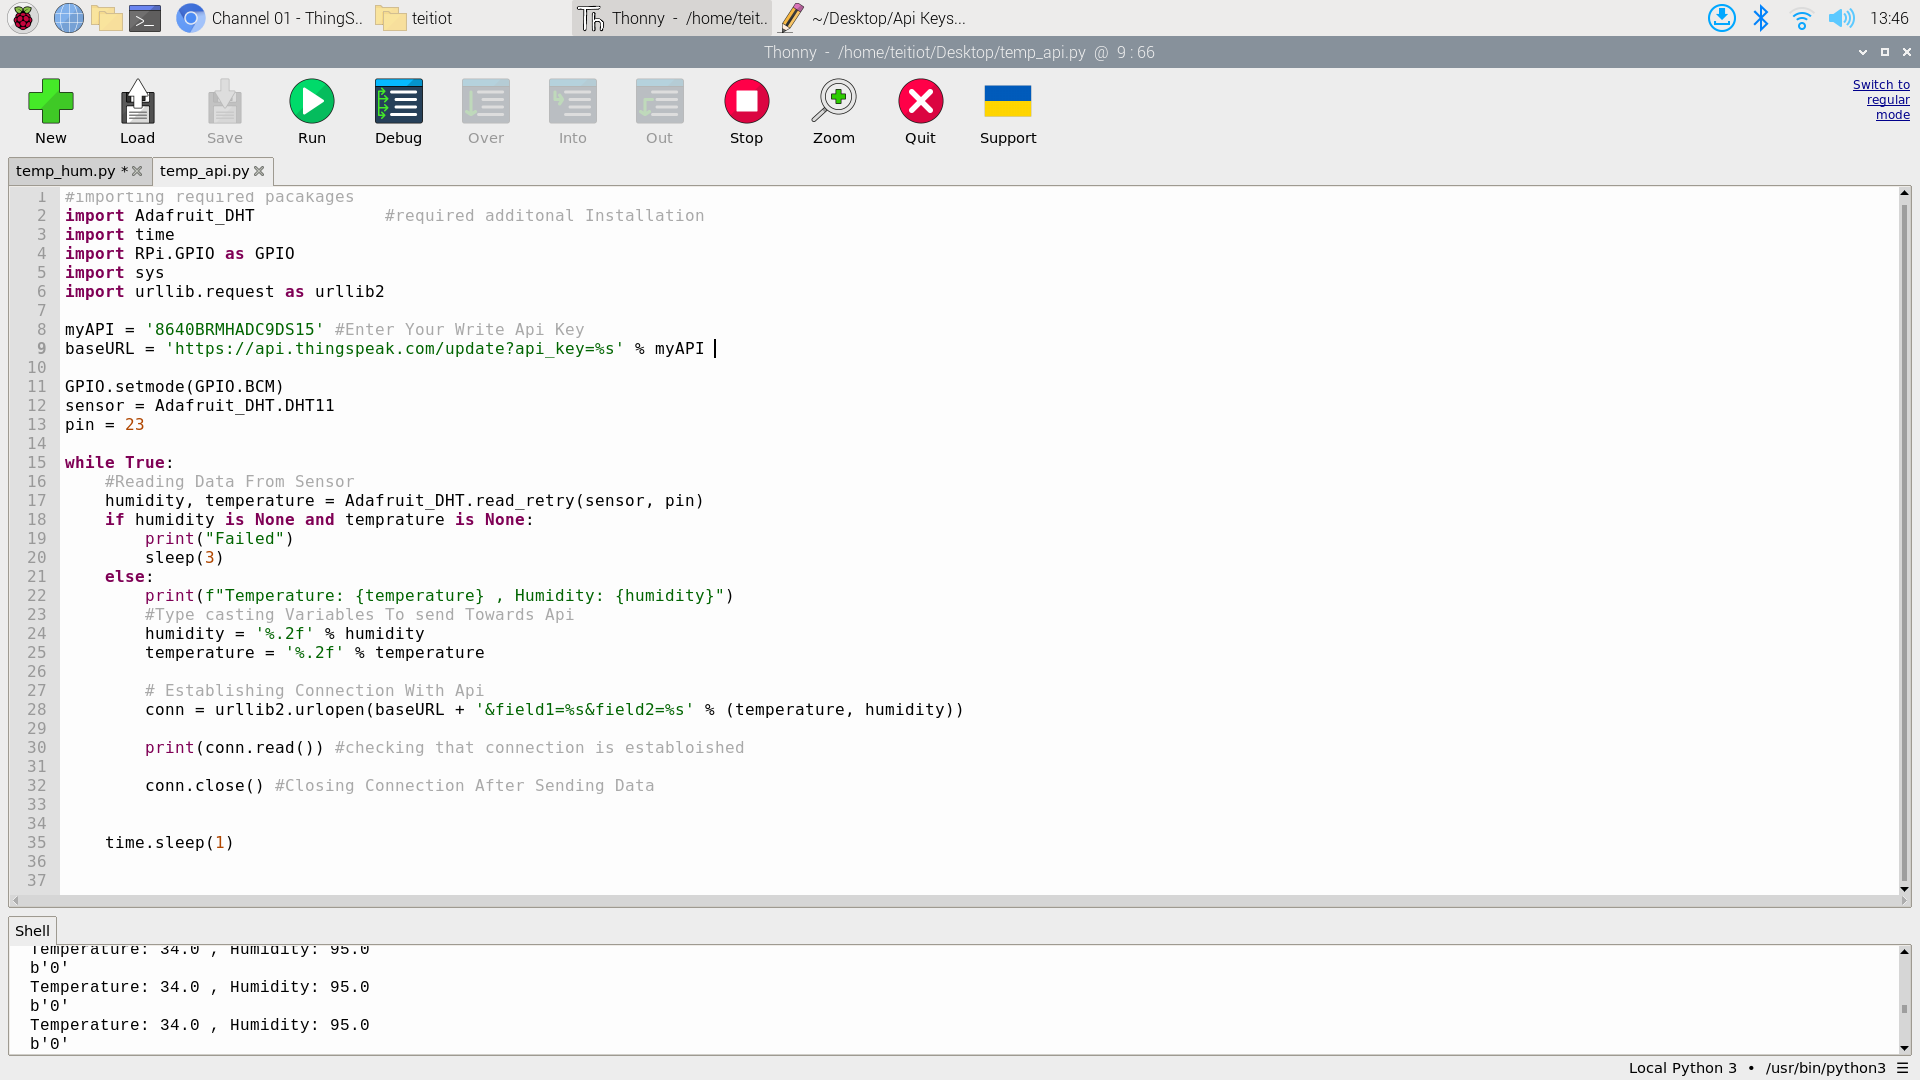 Channel 01 - ThingS..
teitiot
Thonny - /home/teit..
~/Desktop/Api Keys...
13:46
Thonny - /home/teitiot/Desktop/temp_api.py @ 9 : 66
New
Load
Save
Run
Debug
Over
Into
Out
Stop
Zoom
Quit
Support
Switch to
regular
mode
temp_hum.py *
temp_api.py
1 #importing required pacakages
2 import Adafruit_DHT             #required additonal Installation
3 import time
4 import RPi.GPIO as GPIO
5 import sys
6 import urllib.request as urllib2
7
8 myAPI = '8640BRMHADC9DS15' #Enter Your Write Api Key
9 baseURL = 'https://api.thingspeak.com/update?api_key=%s' % myAPI
10
11 GPIO.setmode(GPIO.BCM)
12 sensor = Adafruit_DHT.DHT11
13 pin = 23
14
15 while True:
16     #Reading Data From Sensor
17     humidity, temperature = Adafruit_DHT.read_retry(sensor, pin)
18     if humidity is None and temprature is None:
19         print("Failed")
20         sleep(3)
21     else:
22         print(f"Temperature: {temperature} , Humidity: {humidity}")
23         #Type casting Variables To send Towards Api
24         humidity = '%.2f' % humidity
25         temperature = '%.2f' % temperature
26
27         # Establishing Connection With Api
28         conn = urllib2.urlopen(baseURL + '&field1=%s&field2=%s' % (temperature, humidity))
29
30         print(conn.read()) #checking that connection is establoished
31
32         conn.close() #Closing Connection After Sending Data
33
34
35     time.sleep(1)
36
37
Shell
Temperature: 34.0 , Humidity: 95.0
b'0'
Temperature: 34.0 , Humidity: 95.0
b'0'
Temperature: 34.0 , Humidity: 95.0
b'0'
Local Python 3 • /usr/bin/python3 ☰